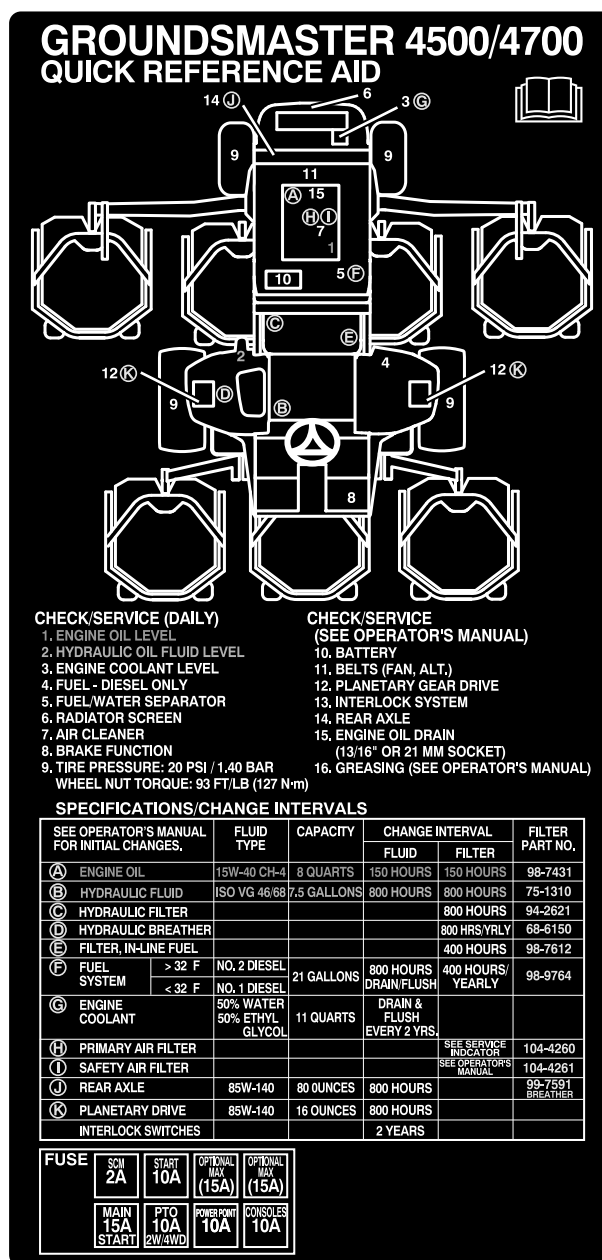 GROUNDSMASTER 4500/4700
QUICK REFERENCE AID
6
14 J
3 G
9
9
11
A 15
H I
7
1
10
5 F
C
E
2
4
12 K
12 K
9
D
9
B
8
CHECK/SERVICE (DAILY)
1. ENGINE OIL LEVEL
2. HYDRAULIC OIL FLUID LEVEL
3. ENGINE COOLANT LEVEL
4. FUEL - DIESEL ONLY
5. FUEL/WATER SEPARATOR
6. RADIATOR SCREEN
7. AIR CLEANER
8. BRAKE FUNCTION
9. TIRE PRESSURE: 20 PSI / 1.40 BAR
WHEEL NUT TORQUE: 93 FT/LB (127 N·m)
CHECK/SERVICE
(SEE OPERATOR'S MANUAL)
10. BATTERY
11. BELTS (FAN, ALT.)
12. PLANETARY GEAR DRIVE
13. INTERLOCK SYSTEM
14. REAR AXLE
15. ENGINE OIL DRAIN
(13/16" OR 21 MM SOCKET)
16. GREASING (SEE OPERATOR'S MANUAL)
SPECIFICATIONS/CHANGE INTERVALS
SEE OPERATOR'S MANUAL FOR INITIAL CHANGES. FLUID TYPE CAPACITY CHANGE INTERVAL FILTER PART NO.
FLUID FILTER
A ENGINE OIL 15W-40 CH-4 8 QUARTS 150 HOURS 150 HOURS 98-7431
B HYDRAULIC FLUID ISO VG 46/68 7.5 GALLONS 800 HOURS 800 HOURS 75-1310
C HYDRAULIC FILTER 800 HOURS 94-2621
D HYDRAULIC BREATHER 800 HRS/YRLY 68-6150
E FILTER, IN-LINE FUEL 400 HOURS 98-7612
F FUEL SYSTEM > 32 F NO. 2 DIESEL 21 GALLONS 800 HOURS DRAIN/FLUSH 400 HOURS/ YEARLY 98-9764
< 32 F NO. 1 DIESEL
G ENGINE COOLANT 50% WATER 50% ETHYL GLYCOL 11 QUARTS DRAIN & FLUSH EVERY 2 YRS.
H PRIMARY AIR FILTER SEE SERVICE INDCATOR 104-4260
I SAFETY AIR FILTER SEE OPERATOR'S MANUAL 104-4261
J REAR AXLE 85W-140 80 OUNCES 800 HOURS 99-7591 BREATHER
K PLANETARY DRIVE 85W-140 16 OUNCES 800 HOURS
INTERLOCK SWITCHES 2 YEARS
FUSE
SCM 2A START 10A OPTIONAL MAX (15A) OPTIONAL MAX (15A)
MAIN 15A START PTO 10A 2W/4WD POWER POINT 10A CONSOLES 10A